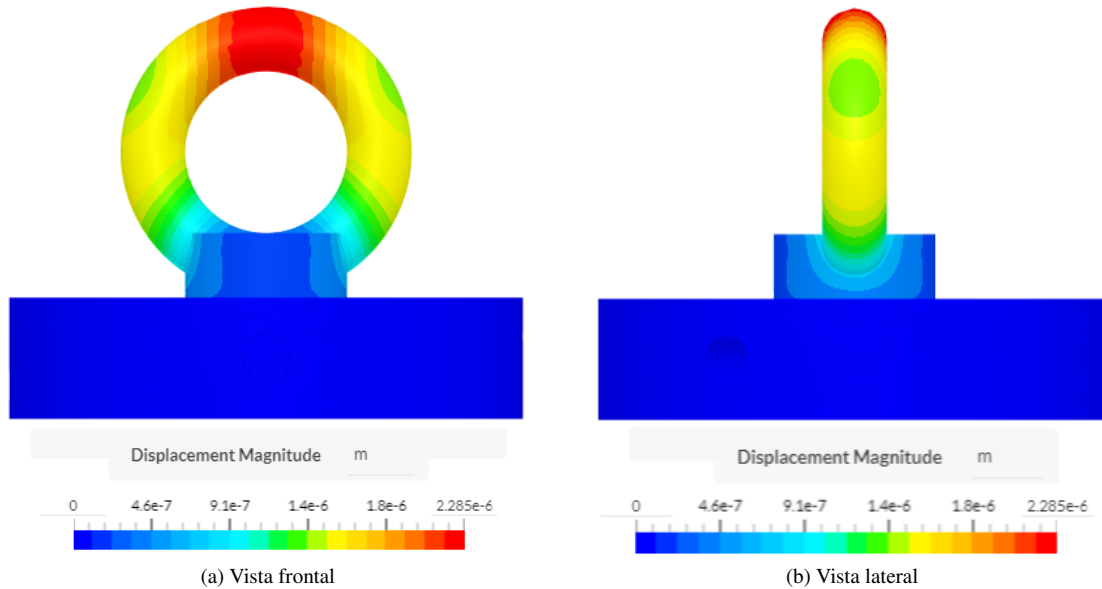 Displacement Magnitude m
0 4.6e-7 9.1e-7 1.4e-6 1.8e-6 2.285e-6
(a) Vista frontal
Displacement Magnitude m
0 4.6e-7 9.1e-7 1.4e-6 1.8e-6 2.285e-6
(b) Vista lateral